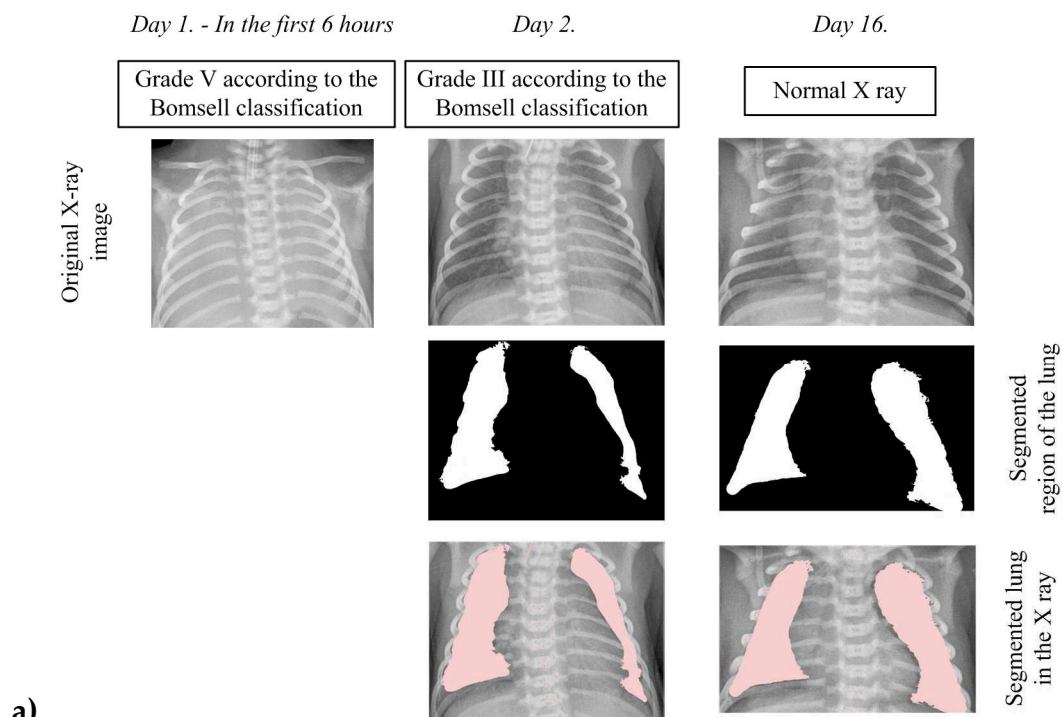 Day 1. - In the first 6 hours
Day 2.
Day 16.
Grade V according to the
Bomsell classification
Grade III according to the
Bomsell classification
Normal X ray
Original X-ray
image
Segmented
region of the lung
Segmented lung
in the X ray
a)